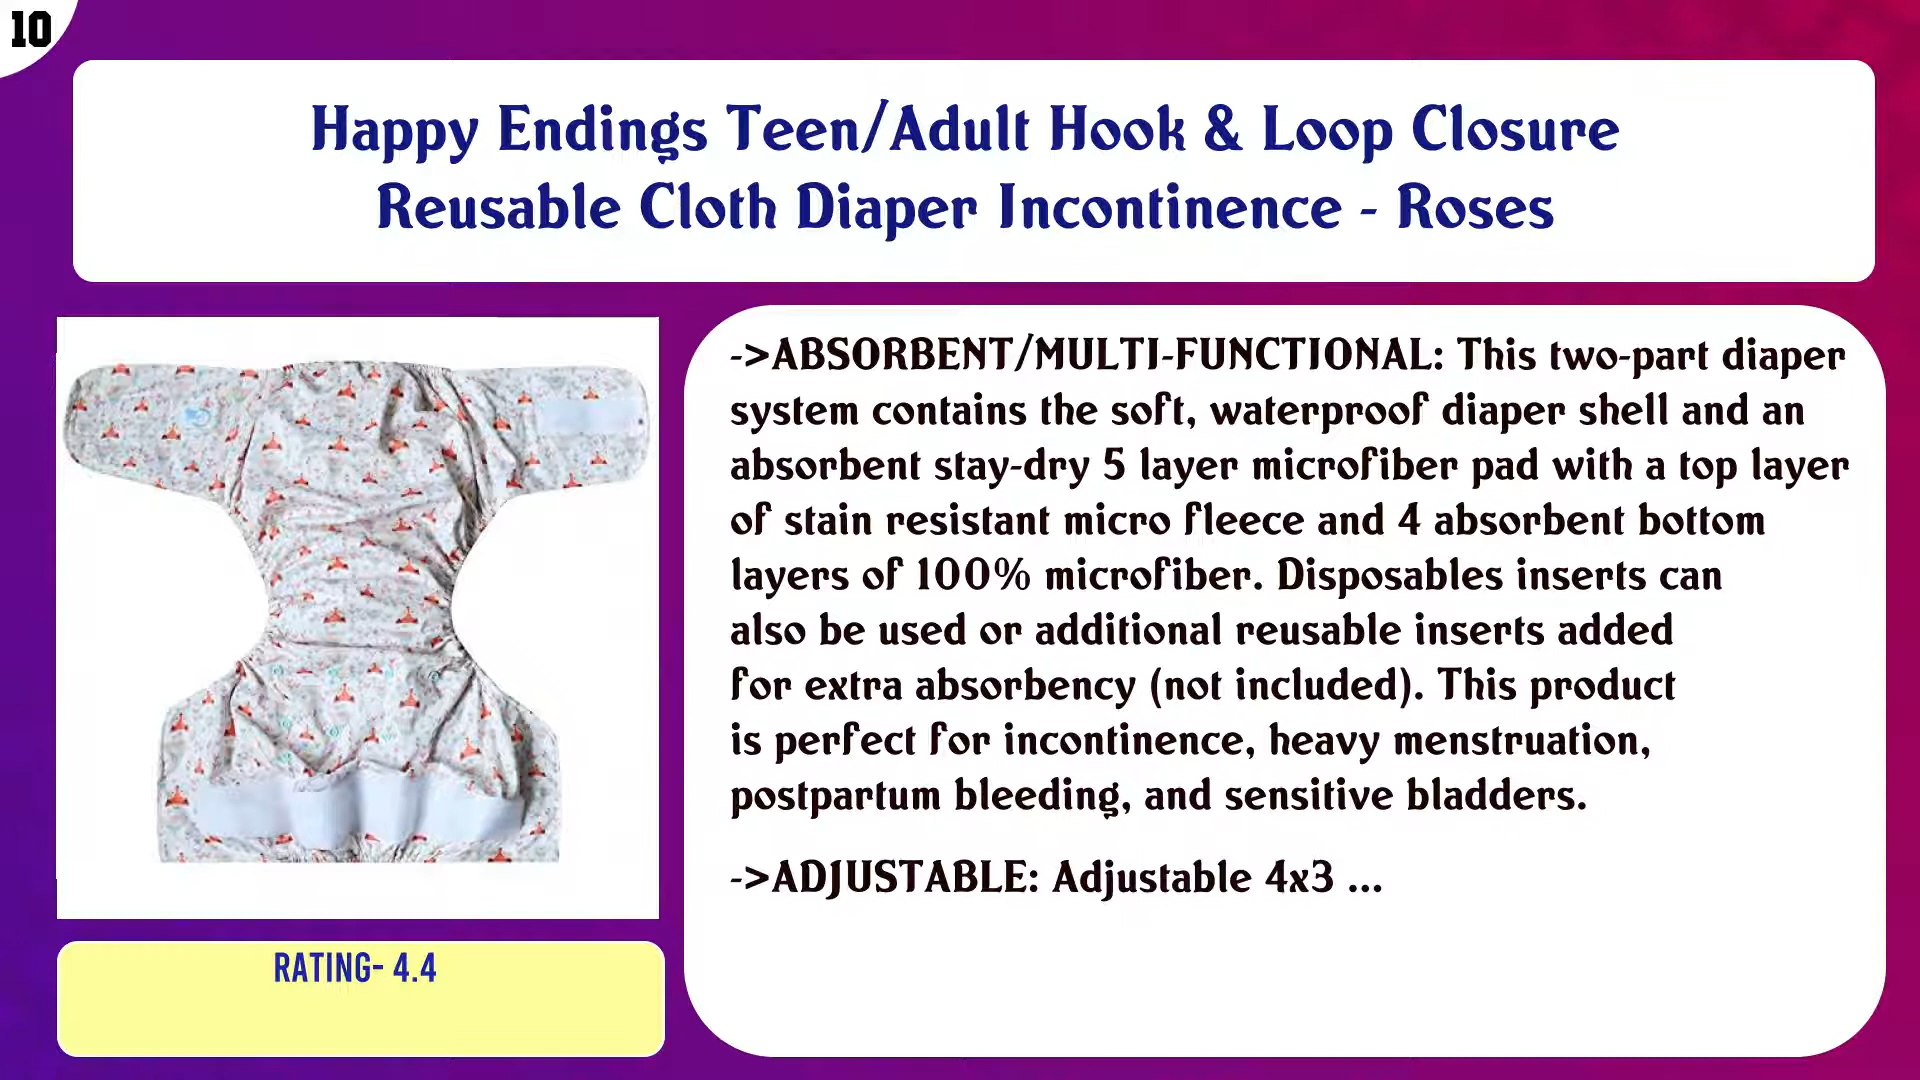 10
Happy Endings Teen/Adult Hook & Loop Closure
Reusable Cloth Diaper Incontinence - Roses
->ABSORBENT/MULTI-FUNCTIONAL: This two-part diaper
system contains the soft, waterproof diaper shell and an
absorbent stay-dry 5 layer microfiber pad with a top layer
of stain resistant micro fleece and 4 absorbent bottom
layers of 100% microfiber. Disposables inserts can
also be used or additional reusable inserts added
for extra absorbency (not included). This product
is perfect for incontinence, heavy menstruation,
postpartum bleeding, and sensitive bladders.
->ADJUSTABLE: Adjustable 4x3 ...
RATING- 4.4